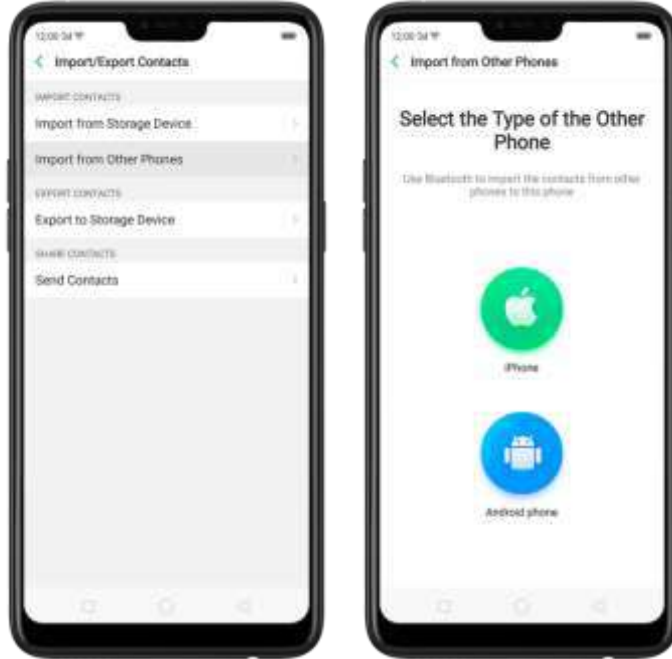 Import/Export Contacts
IMPORT CONTACTS
Import from Storage Device
Import from Other Phones
EXPORT CONTACTS
Export to Storage Device
SHARE CONTACTS
Send Contacts
Import from Other Phones
Select the Type of the Other
Phone
Use Bluetooth to import the contacts from other
phones to this phone
iPhone
Android phone